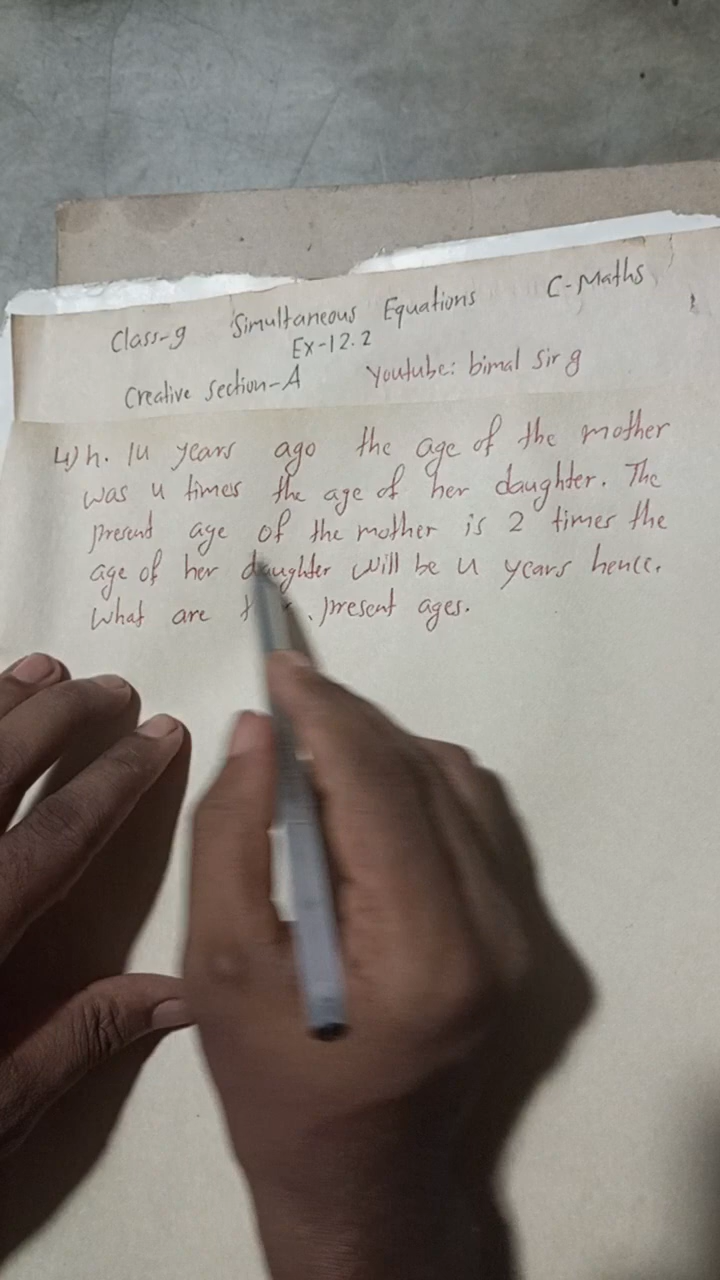 Class-9 Simultaneous Equations C-Maths
Ex-12.2
Creative section-A Youtube: bimal sir g
4) h. 14 years ago the age of the mother
was 4 times the age of her daughter. The
present age of the mother is 2 times the
age of her daughter will be 4 years hence.
What are present ages.